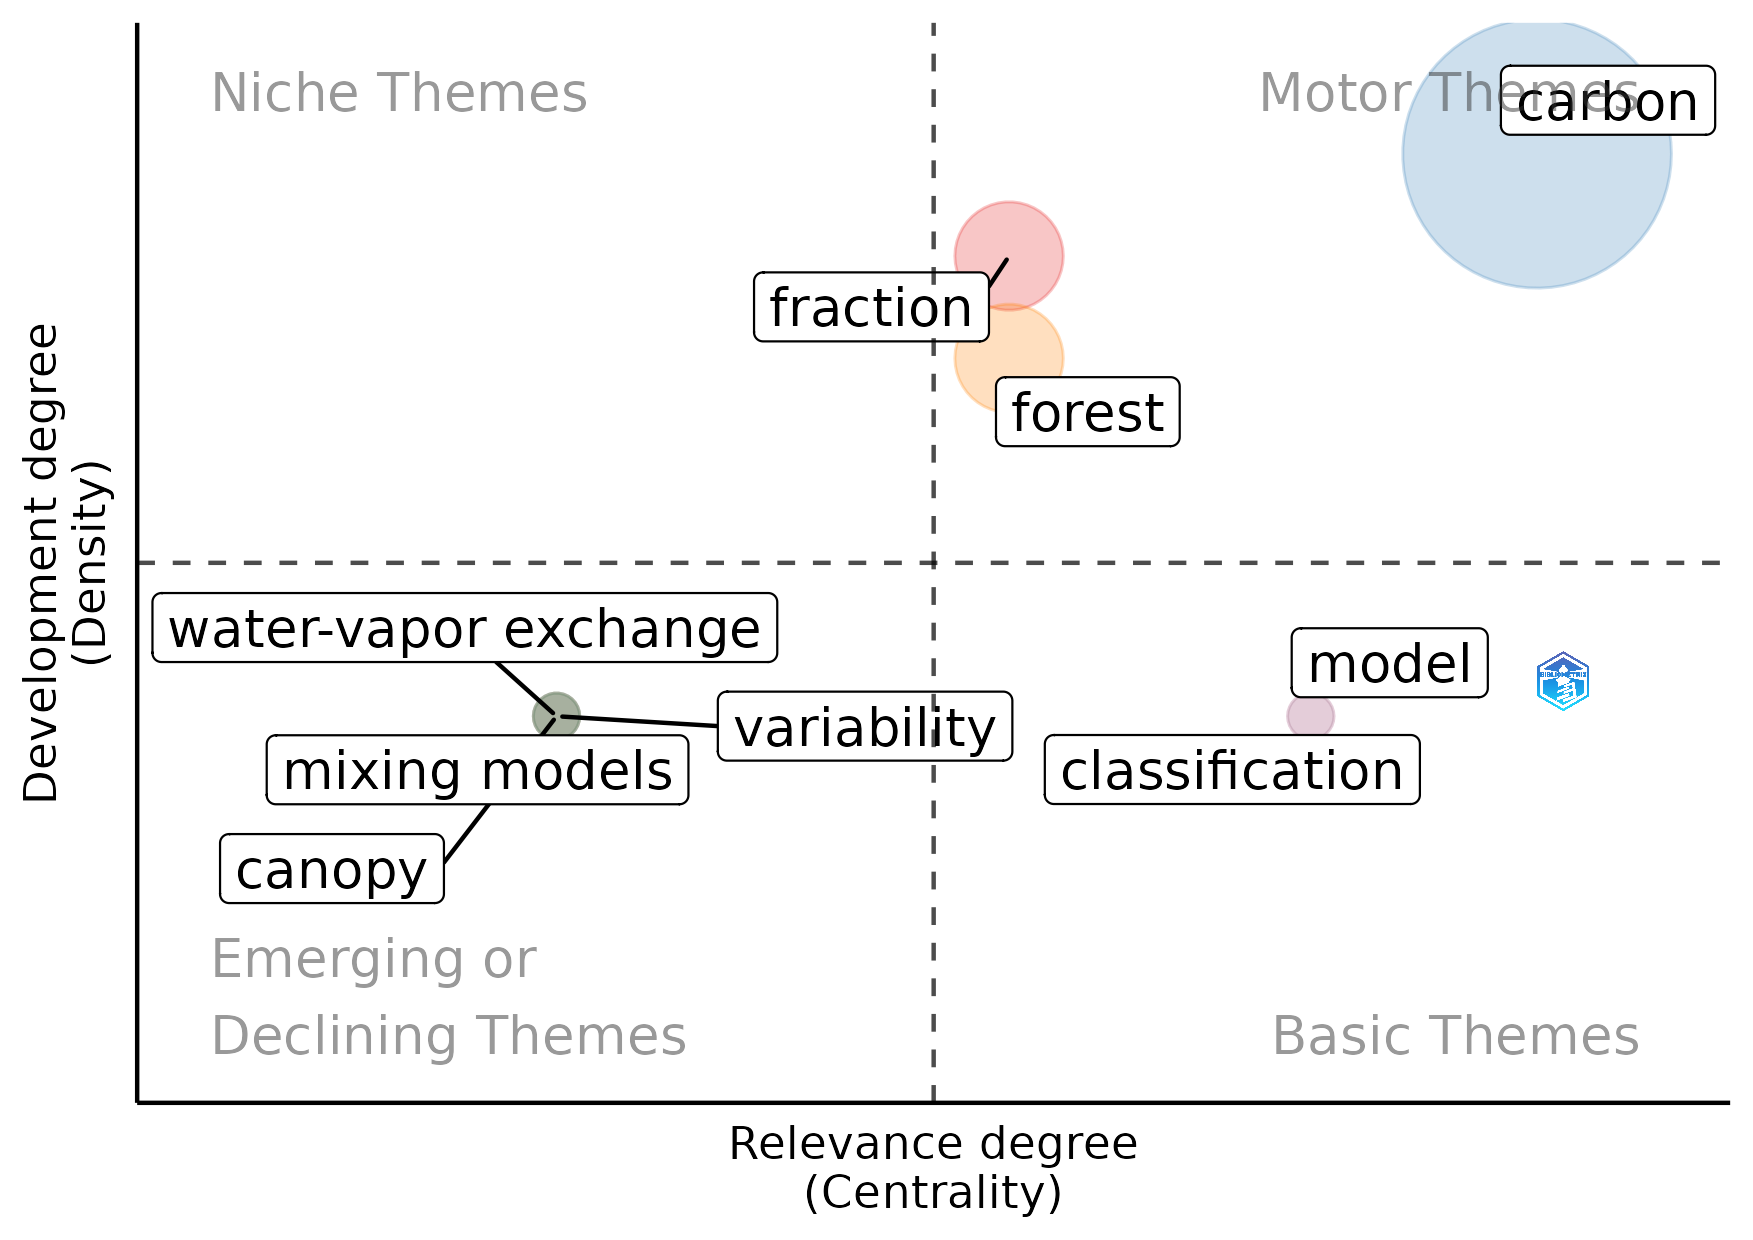 Niche Themes
Motor Themes
carbon
fraction
forest
Development degree
(Density)
water-vapor exchange
model
BIBLIOMETRIX
variability
mixing models
classification
canopy
Emerging or
Declining Themes
Basic Themes
Relevance degree
(Centrality)